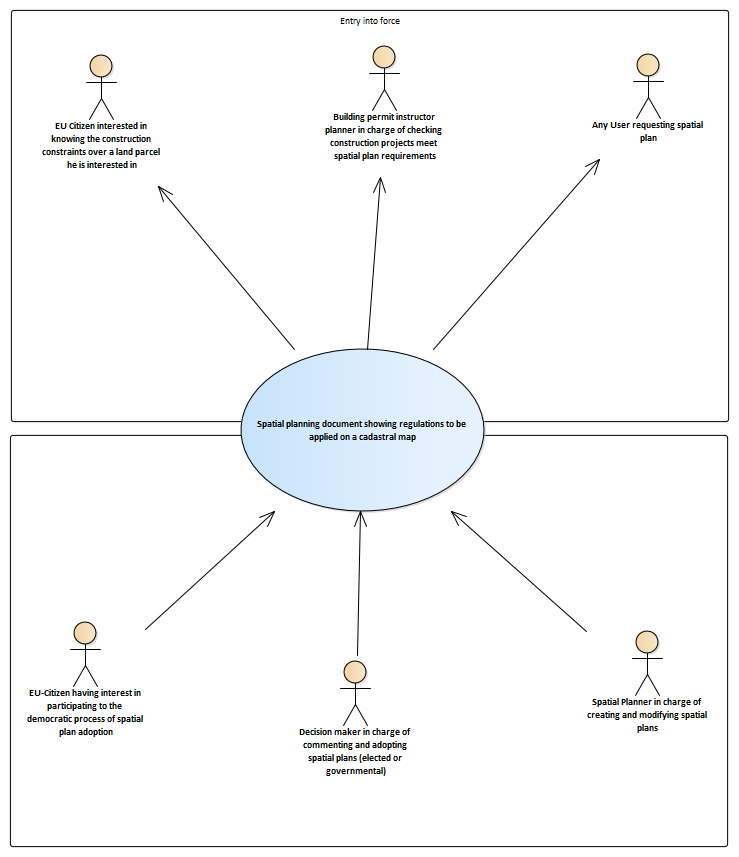 Entry into force
EU Citizen interested in
knowing the construction
constraints over a land parcel
he is interested in
Building permit instructor
planner in charge of checking
construction projects meet
spatial plan requirements
Any User requesting spatial
plan
Spatial planning document showing regulations to be
applied on a cadastral map
EU-Citizen having interest in
participating to the
democratic process of spatial
plan adoption
Decision maker in charge of
commenting and adopting
spatial plans (elected or
governmental)
Spatial Planner in charge of
creating and modifying spatial
plans